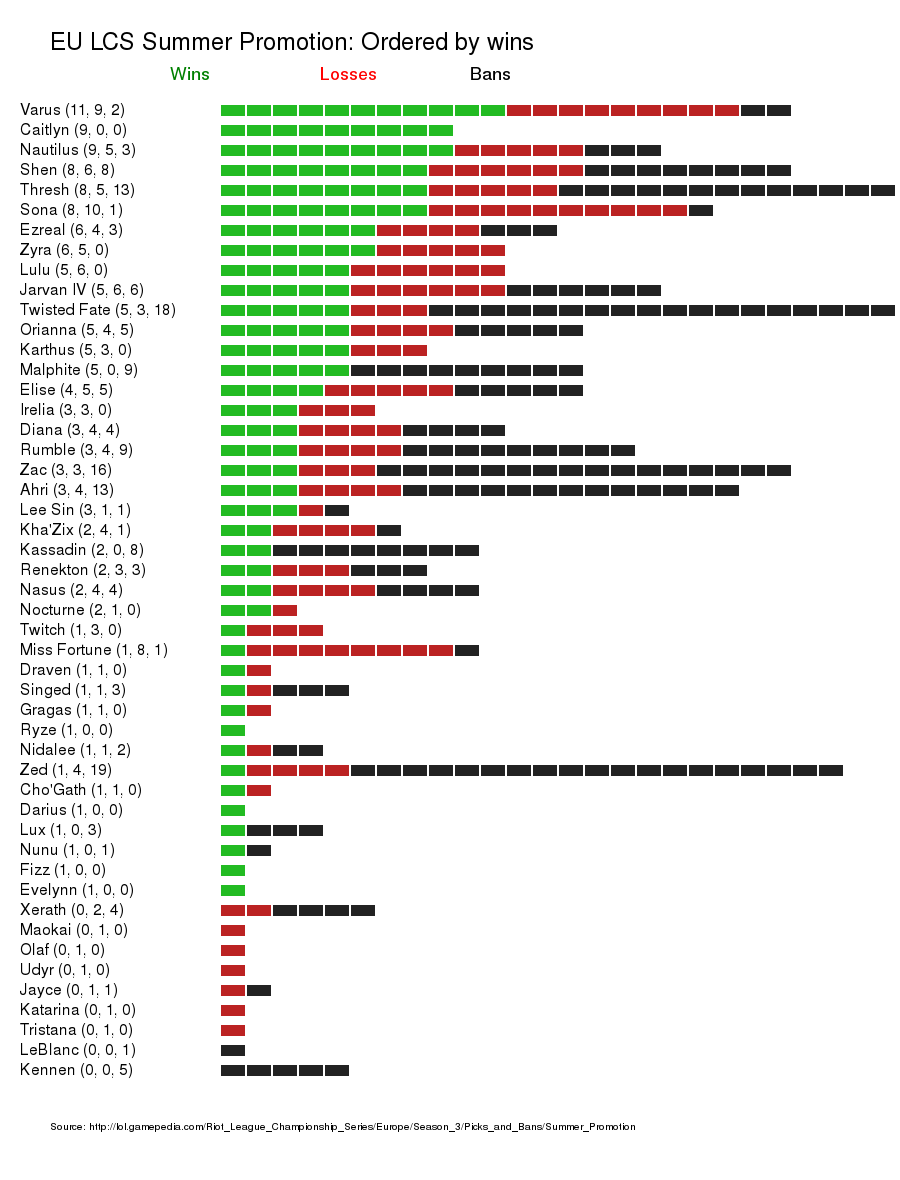 EU LCS Summer Promotion: Ordered by wins
Wins Losses Bans
Varus (11, 9, 2)
Caitlyn (9, 0, 0)
Nautilus (9, 5, 3)
Shen (8, 6, 8)
Thresh (8, 5, 13)
Sona (8, 10, 1)
Ezreal (6, 4, 3)
Zyra (6, 5, 0)
Lulu (5, 6, 0)
Jarvan IV (5, 6, 6)
Twisted Fate (5, 3, 18)
Orianna (5, 4, 5)
Karthus (5, 3, 0)
Malphite (5, 0, 9)
Elise (4, 5, 5)
Irelia (3, 3, 0)
Diana (3, 4, 4)
Rumble (3, 4, 9)
Zac (3, 3, 16)
Ahri (3, 4, 13)
Lee Sin (3, 1, 1)
Kha'Zix (2, 4, 1)
Kassadin (2, 0, 8)
Renekton (2, 3, 3)
Nasus (2, 4, 4)
Nocturne (2, 1, 0)
Twitch (1, 3, 0)
Miss Fortune (1, 8, 1)
Draven (1, 1, 0)
Singed (1, 1, 3)
Gragas (1, 1, 0)
Ryze (1, 0, 0)
Nidalee (1, 1, 2)
Zed (1, 4, 19)
Cho'Gath (1, 1, 0)
Darius (1, 0, 0)
Lux (1, 0, 3)
Nunu (1, 0, 1)
Fizz (1, 0, 0)
Evelynn (1, 0, 0)
Xerath (0, 2, 4)
Maokai (0, 1, 0)
Olaf (0, 1, 0)
Udyr (0, 1, 0)
Jayce (0, 1, 1)
Katarina (0, 1, 0)
Tristana (0, 1, 0)
LeBlanc (0, 0, 1)
Kennen (0, 0, 5)
Source: http://lol.gamepedia.com/Riot_League_Championship_Series/Europe/Season_3/Picks_and_Bans/Summer_Promotion